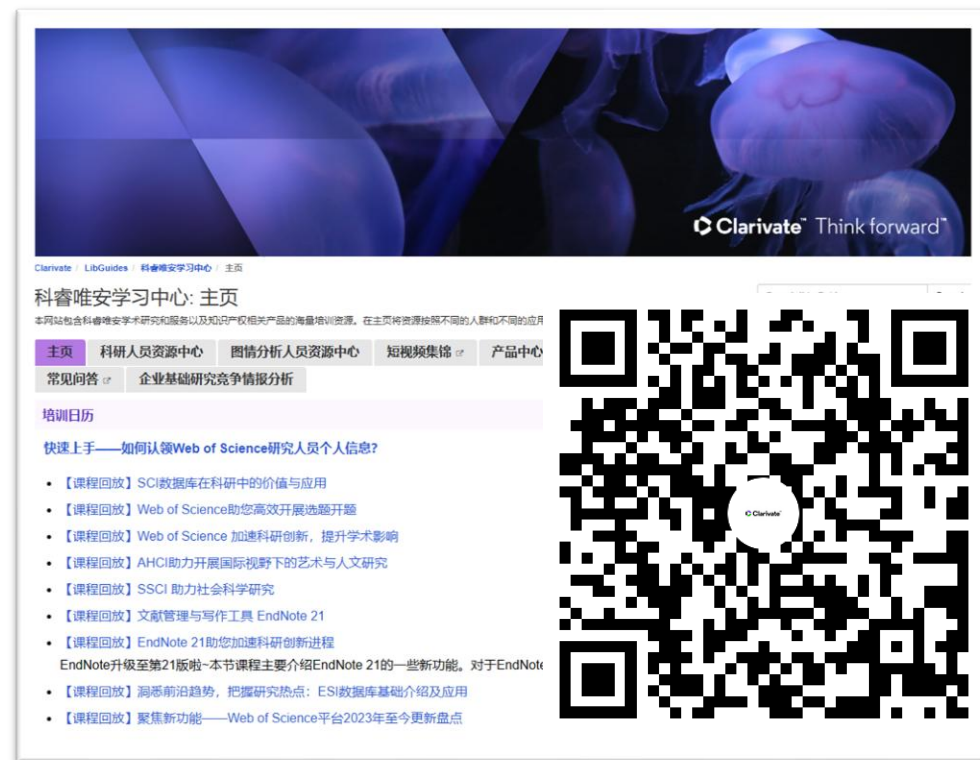 Clarivate™ Think forward™
Clarivate / LibGuides / 科睿唯安学习中心 / 主页
科睿唯安学习中心: 主页
本网站包含科睿唯安学术研究和服务以及知识产权相关产品的海量培训资源。在主页将资源按照不同的人群和不同的应用
主页 科研人员资源中心 图情分析人员资源中心 短视频集锦 产品中心
常见问答 企业基础研究竞争情报分析
培训日历
快速上手——如何认领Web of Science研究人员个人信息?
• 【课程回放】SCI数据库在科研中的价值与应用
• 【课程回放】Web of Science助您高效开展选题开题
• 【课程回放】Web of Science 加速科研创新，提升学术影响
• 【课程回放】AHCI助力开展国际视野下的艺术与人文研究
• 【课程回放】SSCI 助力社会科学研究
• 【课程回放】文献管理与写作工具 EndNote 21
• 【课程回放】EndNote 21助您加速科研创新进程
EndNote升级至第21版啦~本节课程主要介绍EndNote 21的一些新功能。对于EndNote
• 【课程回放】洞悉前沿趋势，把握研究热点：ESI数据库基础介绍及应用
• 【课程回放】聚焦新功能——Web of Science平台2023年至今更新盘点
Clarivate™